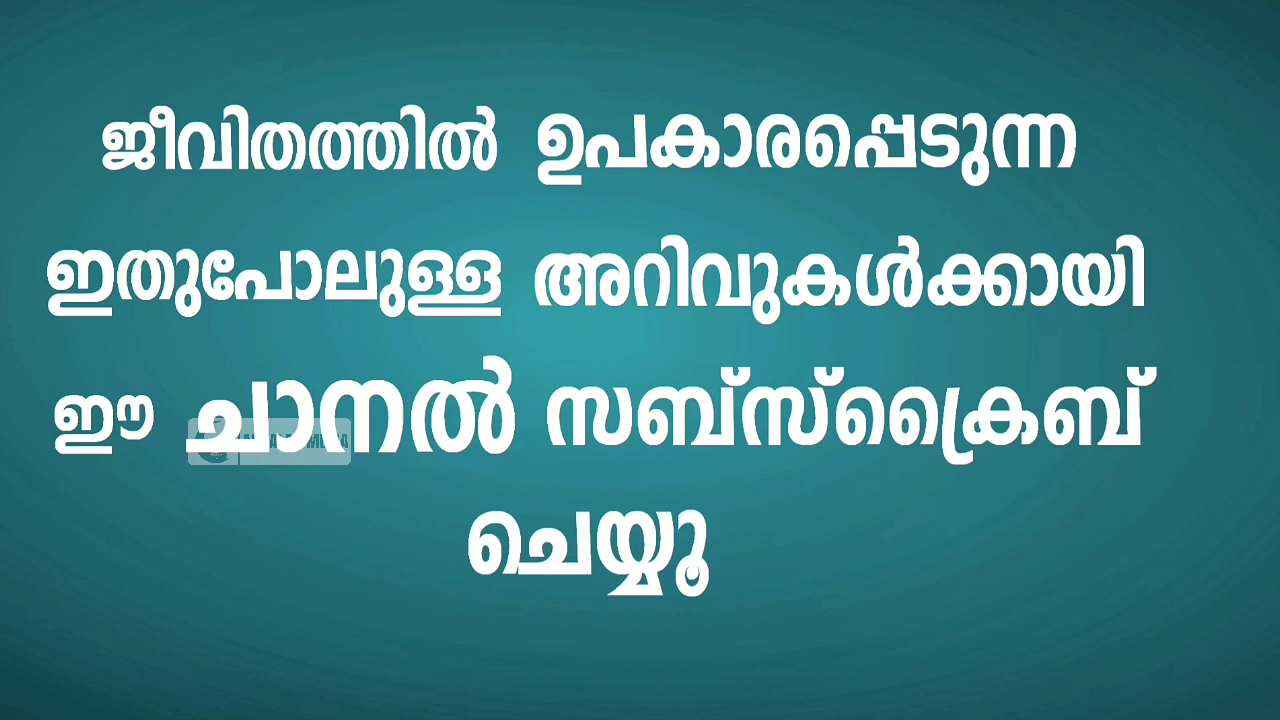 ജീവിതത്തിൽ ഉപകാരപ്പെടുന്ന
ഇതുപോലുള്ള അറിവുകൾക്കായി
ഈ ചാനൽ സബ്സ്ക്രൈബ്
ചെയ്യൂ